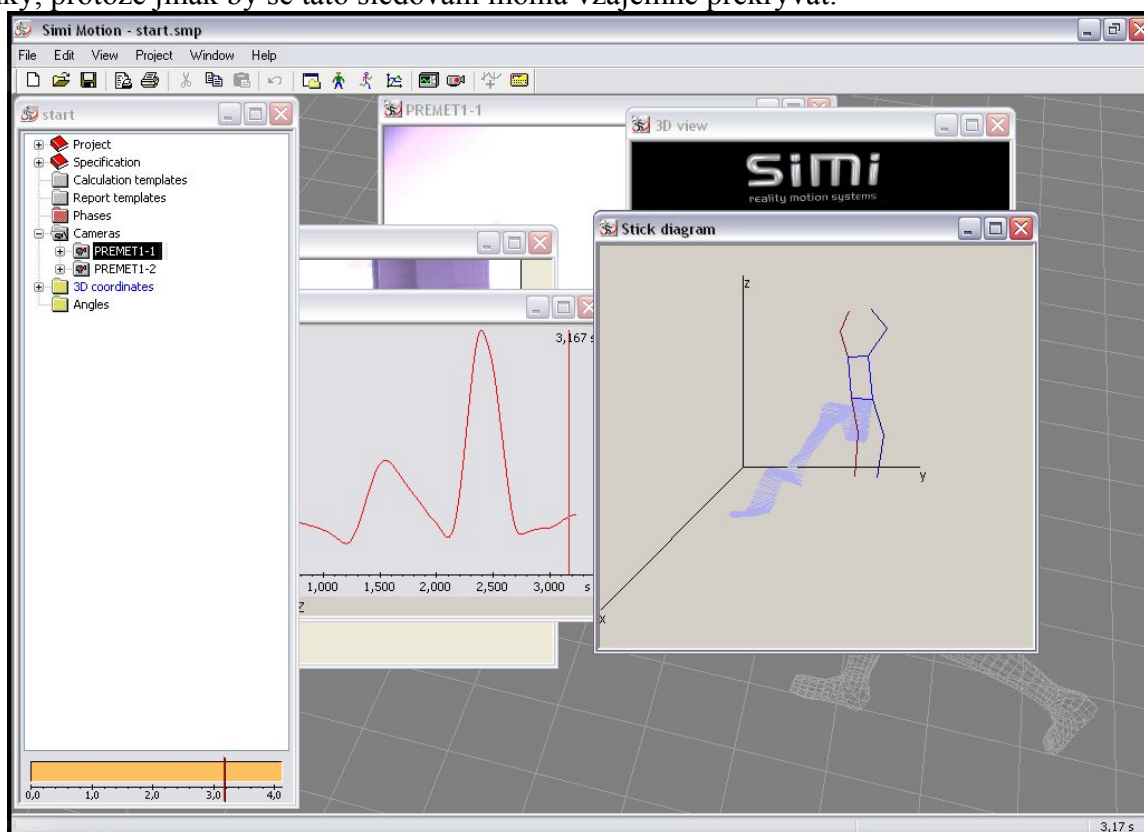 ky, protože jinak by se tato sledování mohla vzájemně překrývat.
Simi Motion - start.smp
File Edit View Project Window Help
start
Project
Specification
Calculation templates
Report templates
Phases
Cameras
PREMET1-1
PREMET1-2
3D coordinates
Angles
0,0 1,0 2,0 3,0 4,0
PREMET1-1
3D view
SiMi
reality motion systems
Stick diagram
z
y
x
3,167 s
1,000 1,500 2,000 2,500 3,000 s
Z
3,17 s